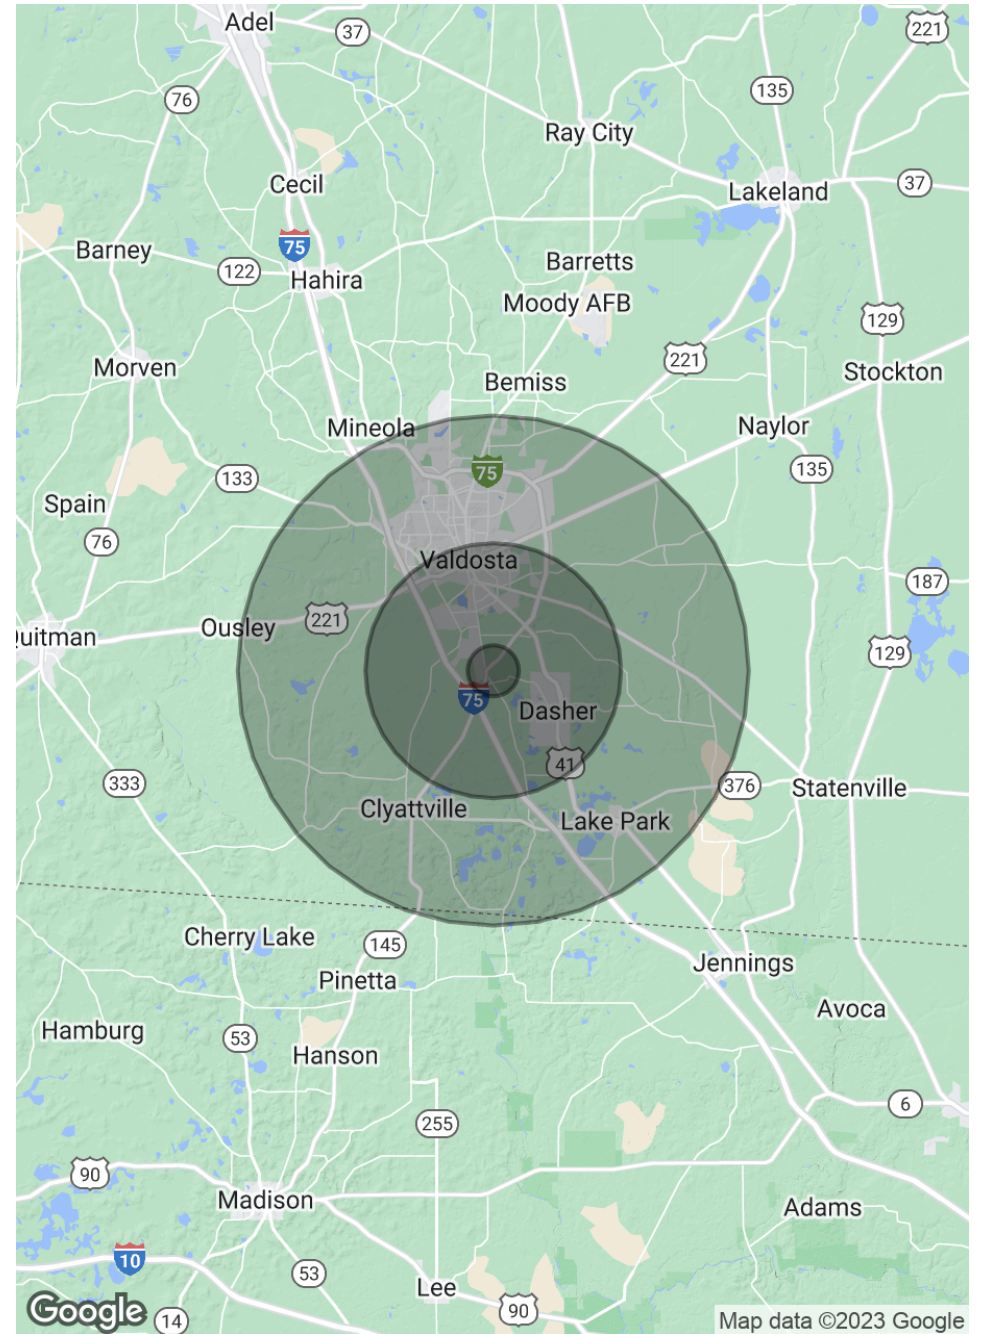 Adel
37
221
76
135
Ray City
Cecil
Lakeland
37
75
Barney
122
Hahira
Barretts
Moody AFB
129
221
Morven
Stockton
Bemiss
Mineola
Naylor
133
75
135
Spain
76
Valdosta
187
221
Ousley
Quitman
129
75
Dasher
41
333
376
Statenville
Clyattville
Lake Park
Cherry Lake
145
Jennings
Pinetta
Avoca
Hamburg
53
Hanson
6
255
90
Madison
Adams
10
53
Lee
90
Google
14
Map data ©2023 Google